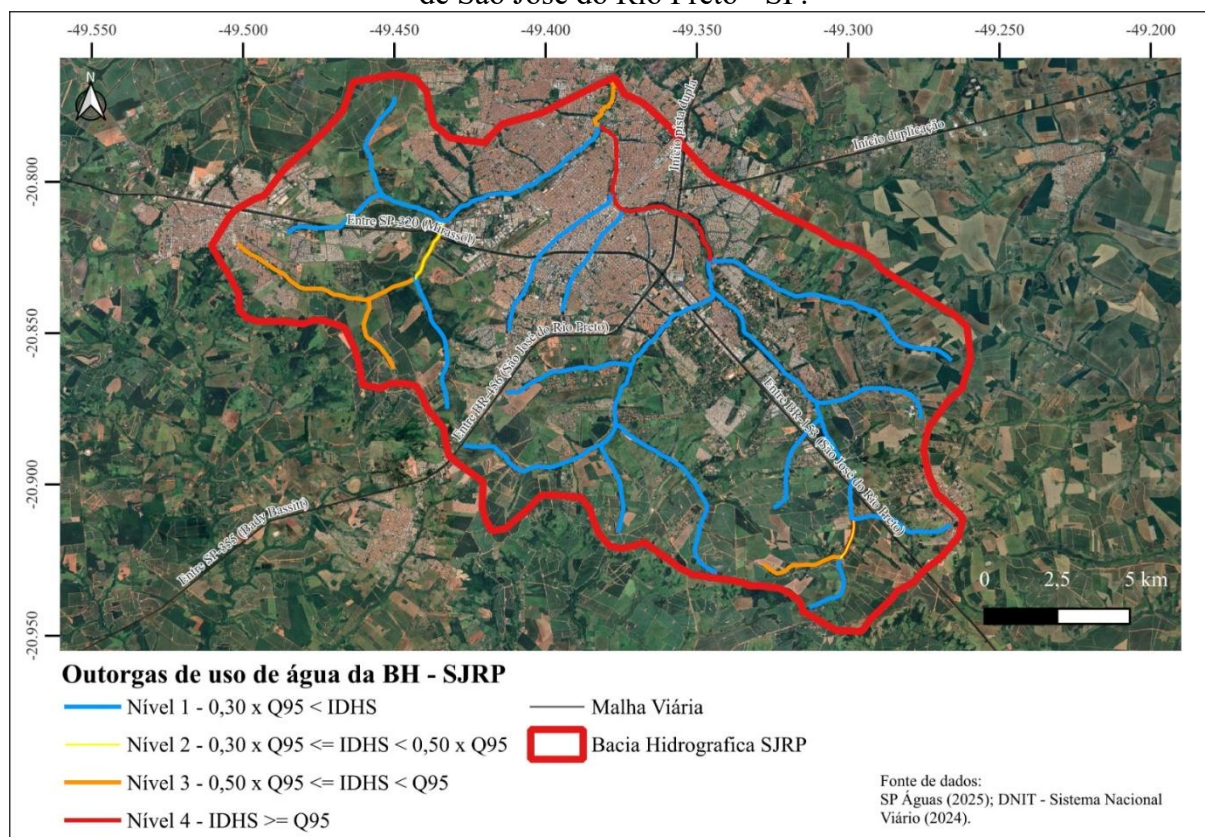 de São José do Rio Preto - SP.
-49.550 -49.500 -49.450 -49.400 -49.350 -49.300 -49.250 -49.200
N
Início pista dupla
Início duplicação
-20.800
Entre SP-320 (Mirassol)
-20.850
Entre BR-456 (São José do Rio Preto)
Entre BR-153 (São José do Rio Preto)
-20.900
Entre SP-355 (Bady Bassit)
0 2,5 5 km
-20.950
Outorgas de uso de água da BH - SJRP
Nível 1 - 0,30 x Q95 < IDHS
Malha Viária
Nível 2 - 0,30 x Q95 <= IDHS < 0,50 x Q95
Bacia Hidrografica SJRP
Nível 3 - 0,50 x Q95 <= IDHS < Q95
Nível 4 - IDHS >= Q95
Fonte de dados:
SP Águas (2025); DNIT - Sistema Nacional
Viário (2024).